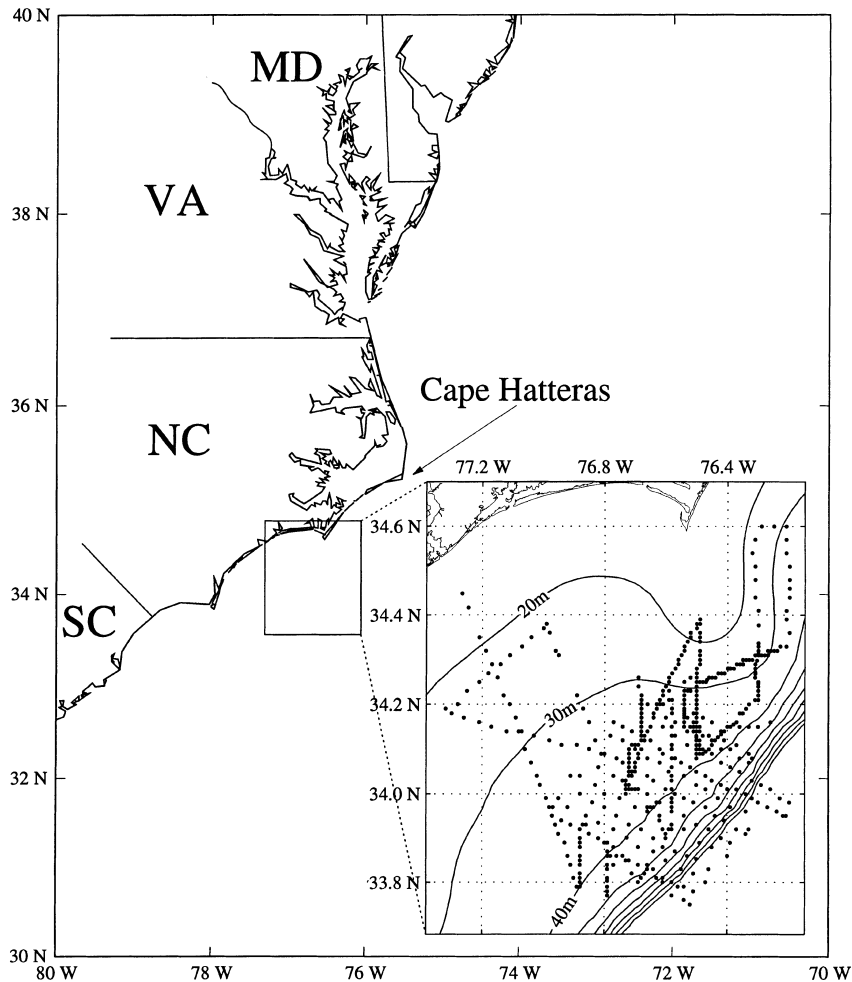 40 N
MD
38 N
VA
36 N
Cape Hatteras
NC
77.2 W 76.8 W 76.4 W
34.6 N
34 N
SC
20m
34.4 N
34.2 N
30m
32 N
34.0 N
33.8 N
40m
30 N
80 W 78 W 76 W 74 W 72 W 70 W